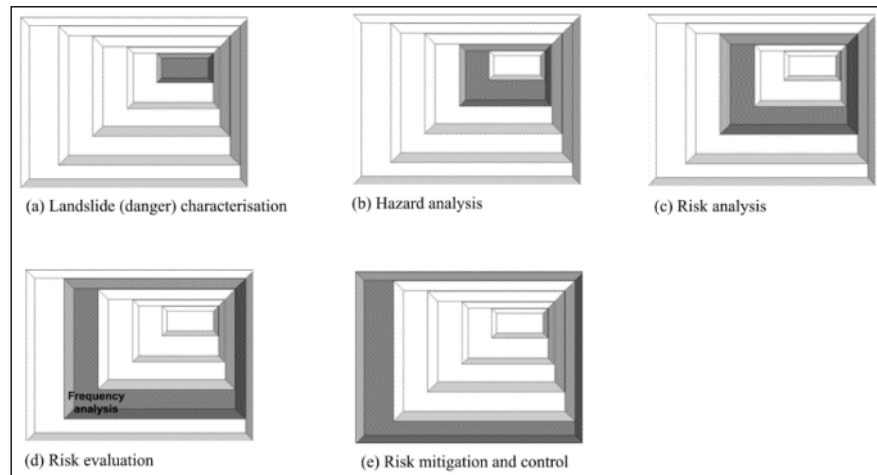 (a) Landslide (danger) characterisation
(b) Hazard analysis
(c) Risk analysis
Frequency
analysis
(d) Risk evaluation
(e) Risk mitigation and control